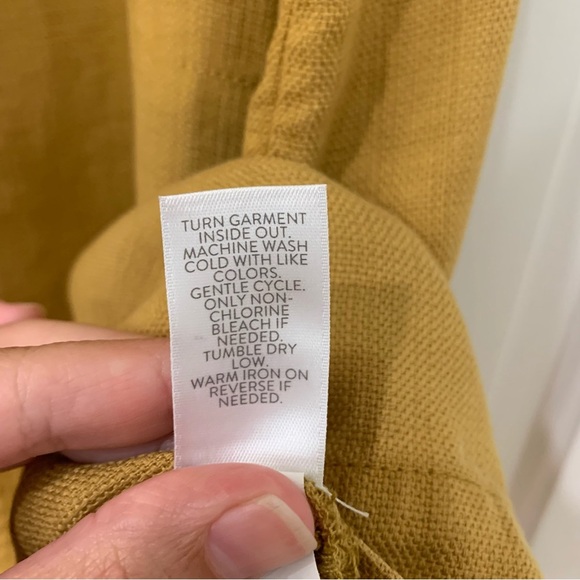 TURN GARMENT
INSIDE OUT.
MACHINE WASH
COLD WITH LIKE
COLORS.
GENTLE CYCLE.
ONLY NON-
CHLORINE
BLEACH IF
NEEDED.
TUMBLE DRY
LOW.
WARM IRON ON
REVERSE IF
NEEDED.